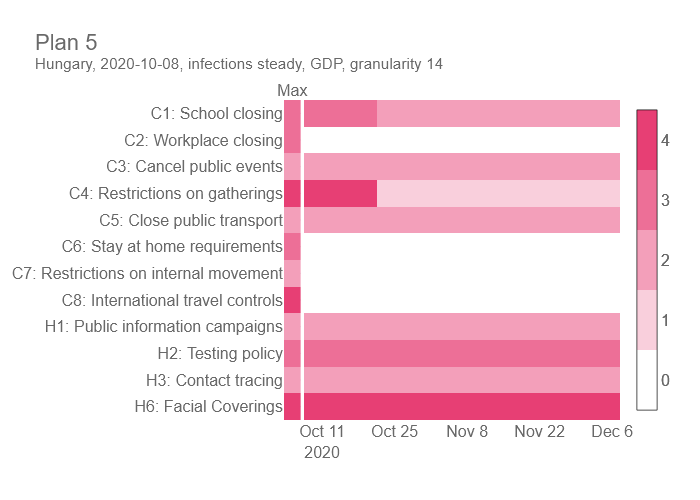 Plan 5
Hungary, 2020-10-08, infections steady, GDP, granularity 14
Max
C1: School closing
C2: Workplace closing
C3: Cancel public events
C4: Restrictions on gatherings
C5: Close public transport
C6: Stay at home requirements
C7: Restrictions on internal movement
C8: International travel controls
H1: Public information campaigns
H2: Testing policy
H3: Contact tracing
H6: Facial Coverings
4
3
2
1
0
Oct 11 Oct 25 Nov 8 Nov 22 Dec 6
2020